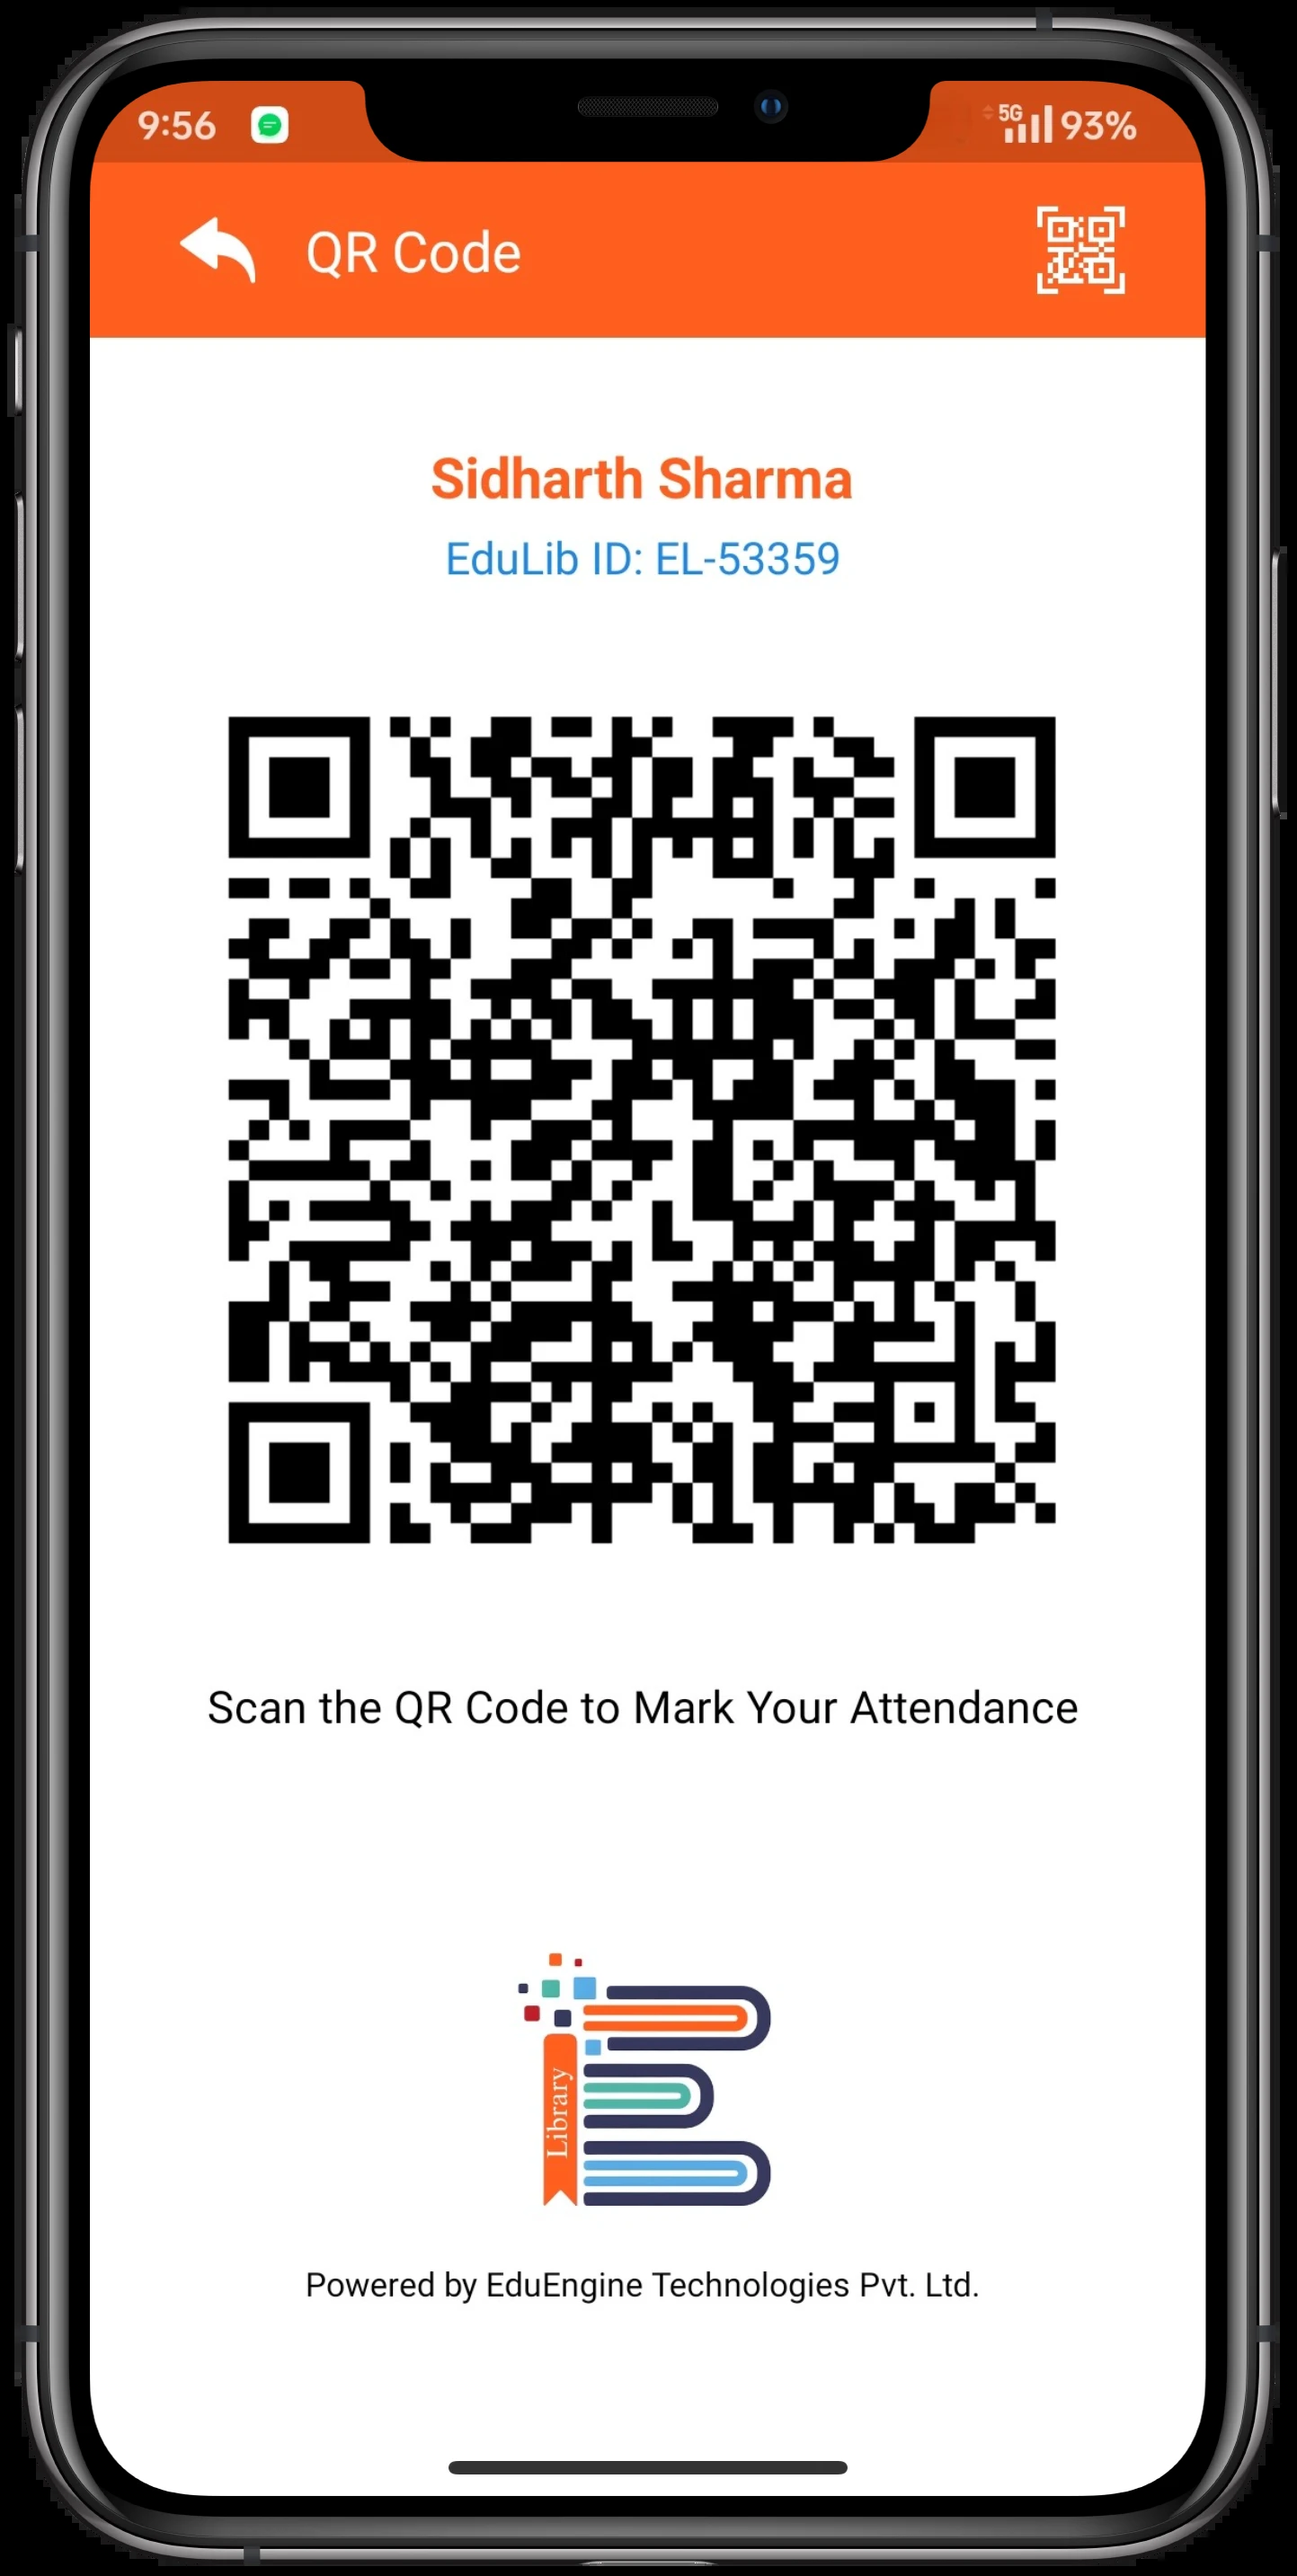 9:56
5G 93%
QR Code
Sidharth Sharma
EduLib ID: EL-53359
Scan the QR Code to Mark Your Attendance
Library
Powered by EduEngine Technologies Pvt. Ltd.